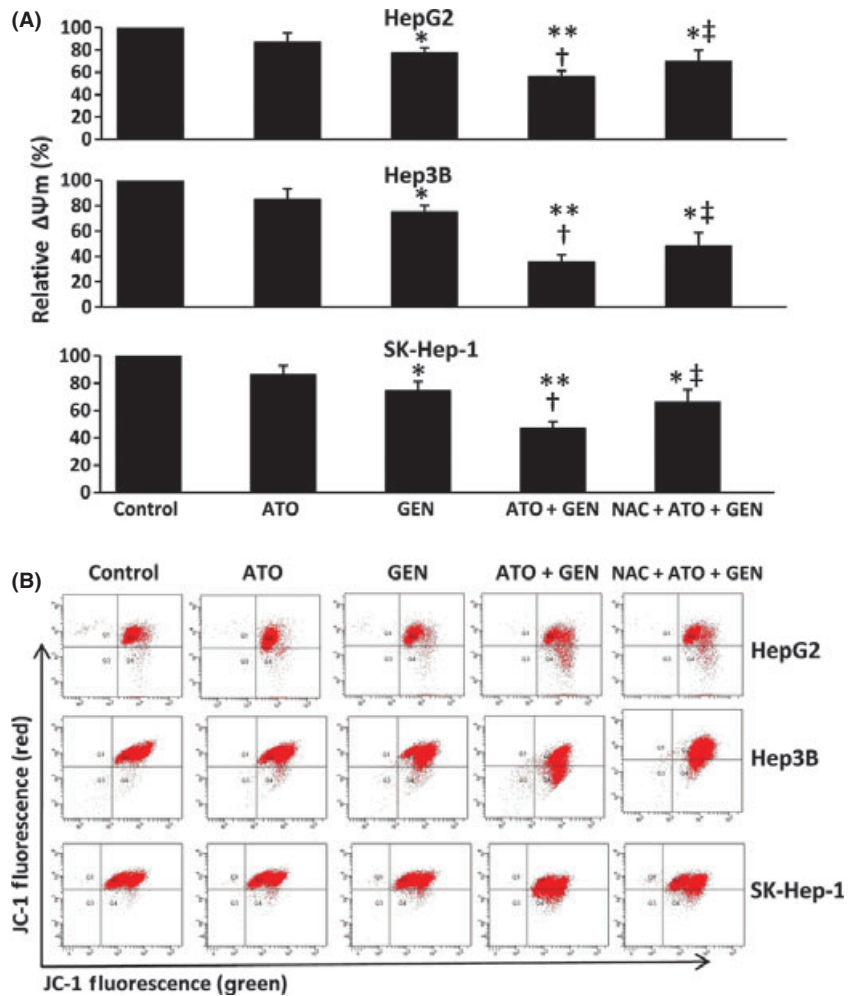 (A)
HepG2
100
80
60
40
20
0
* ** † *‡
Hep3B
100
80
60
40
20
0
* ** † *‡
SK-Hep-1
100
80
60
40
20
0
* ** † *‡
Relative ΔΨm (%)
Control ATO GEN ATO + GEN NAC + ATO + GEN
(B)
Control ATO GEN ATO + GEN NAC + ATO + GEN
HepG2
Hep3B
SK-Hep-1
JC-1 fluorescence (red)
JC-1 fluorescence (green)